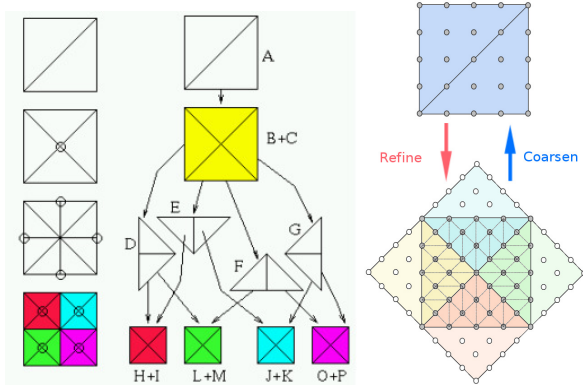 A
B+C
E
D
G
F
H+I
L+M
J+K
O+P
Refine
Coarsen